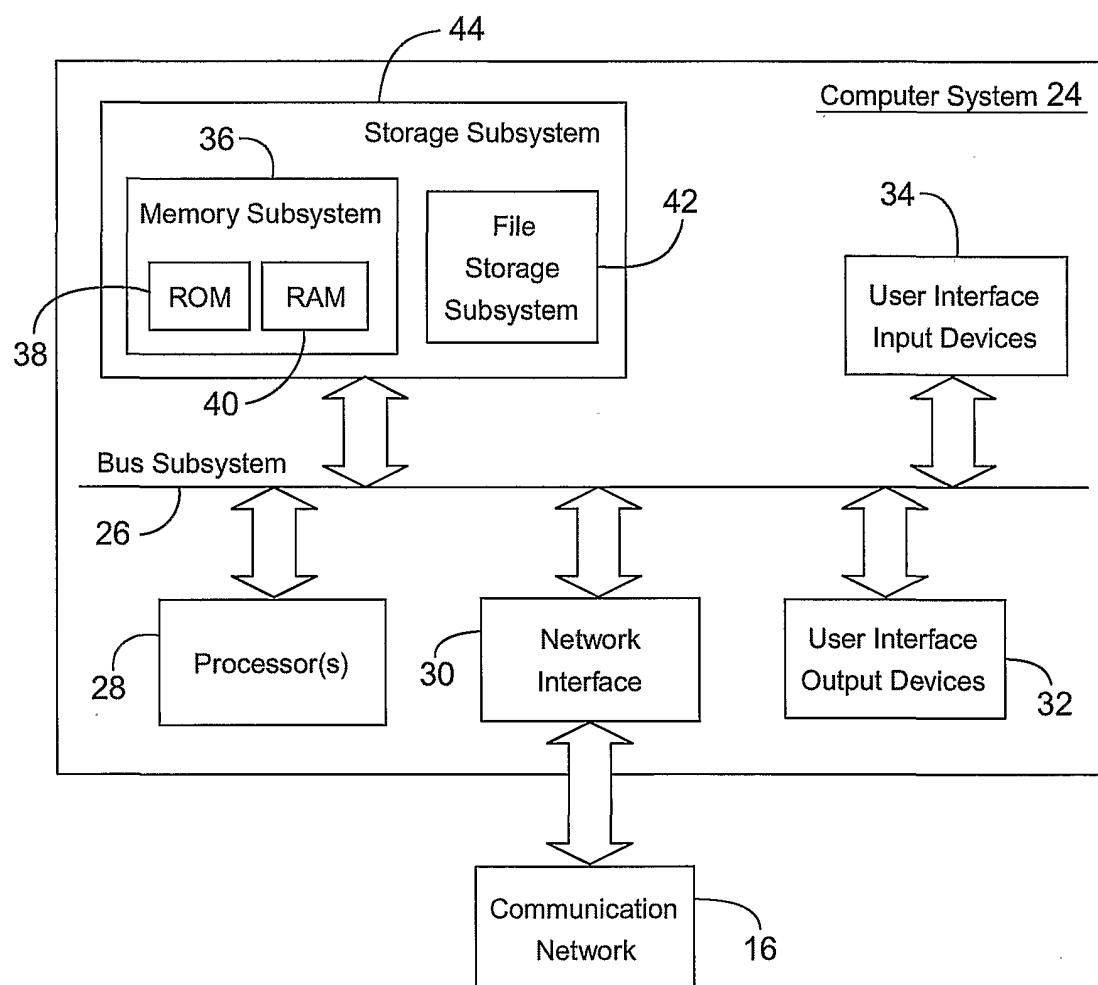 44
Computer System 24
Storage Subsystem
36
Memory Subsystem
ROM
RAM
38
40
File
Storage
Subsystem
42
34
User Interface
Input Devices
Bus Subsystem
26
Processor(s)
28
Network
Interface
30
User Interface
Output Devices
32
Communication
Network
16